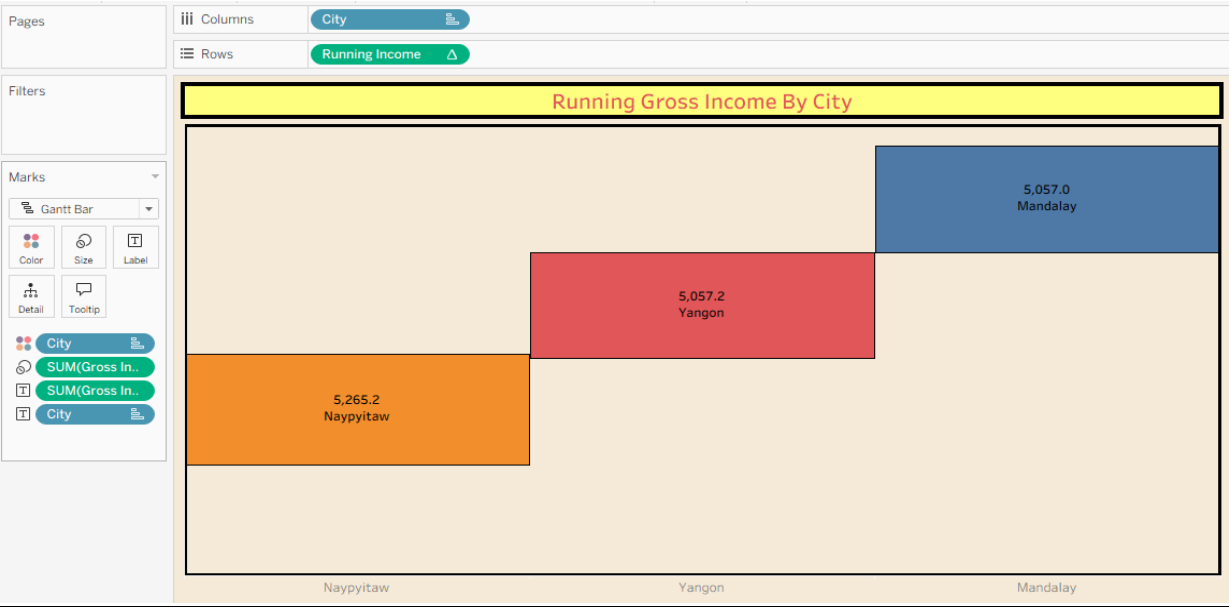 Pages
Columns
City
Rows
Running Income
Filters
Running Gross Income By City
Marks
Gantt Bar
Color
Size
T
Label
Detail
Tooltip
City
SUM(Gross In..
T
SUM(Gross In..
T
City
5,057.0
Mandalay
5,057.2
Yangon
5,265.2
Naypyitaw
Naypyitaw
Yangon
Mandalay